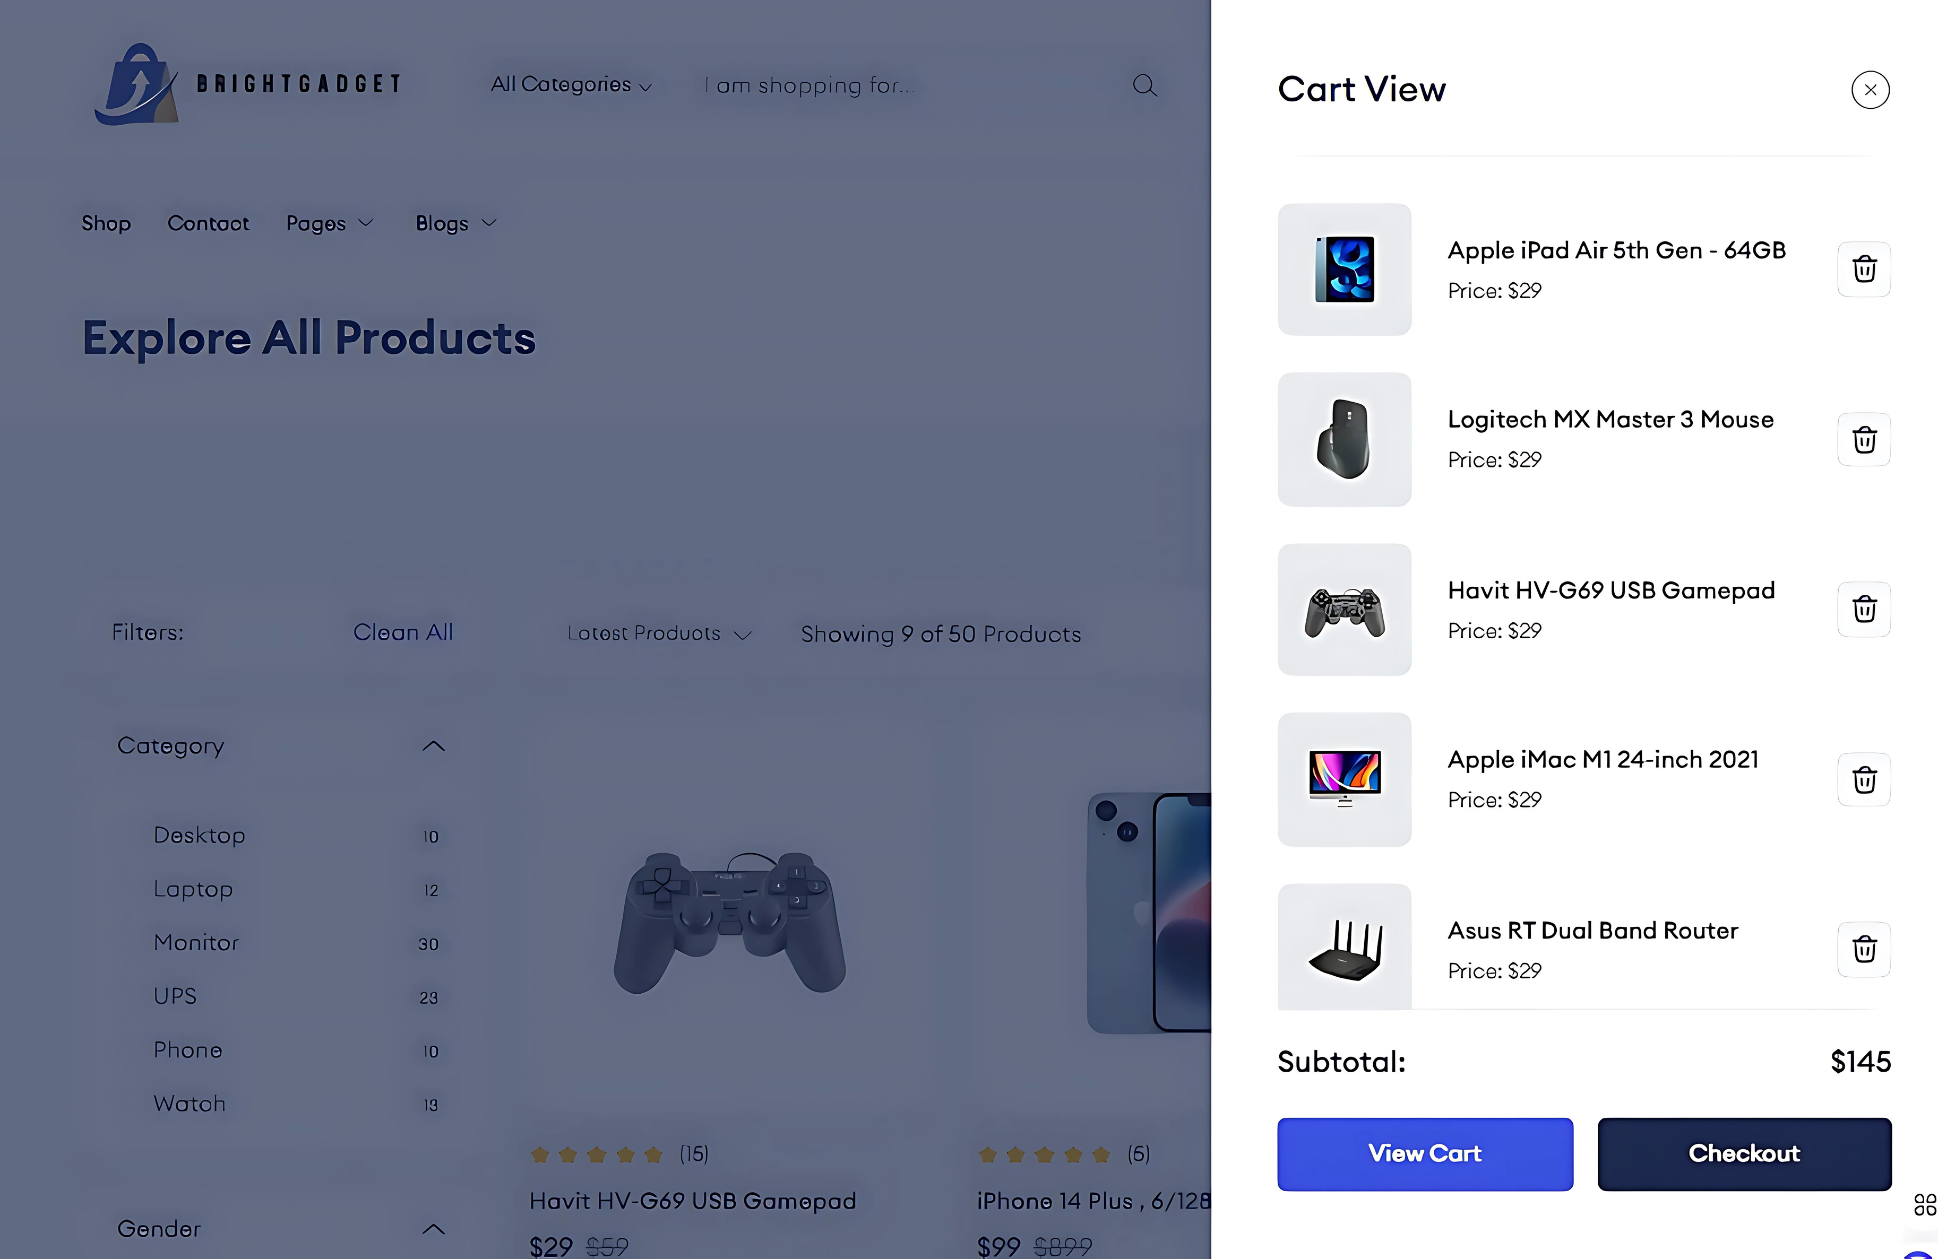 BRIGHTGADGET
All Categories
I am shopping for...
Shop Contact Pages Blogs
Explore All Products
Filters: Clean All
Latest Products
Showing 9 of 50 Products
Category
Desktop 10
Laptop 12
Monitor 30
UPS 23
Phone 10
Watch 13
Gender
(15)
Havit HV-G69 USB Gamepad
$29 $59
(5)
iPhone 14 Plus , 6/128
$99 $899
Cart View
Apple iPad Air 5th Gen - 64GB
Price: $29
Logitech MX Master 3 Mouse
Price: $29
Havit HV-G69 USB Gamepad
Price: $29
Apple iMac M1 24-inch 2021
Price: $29
Asus RT Dual Band Router
Price: $29
Subtotal: $145
View Cart
Checkout